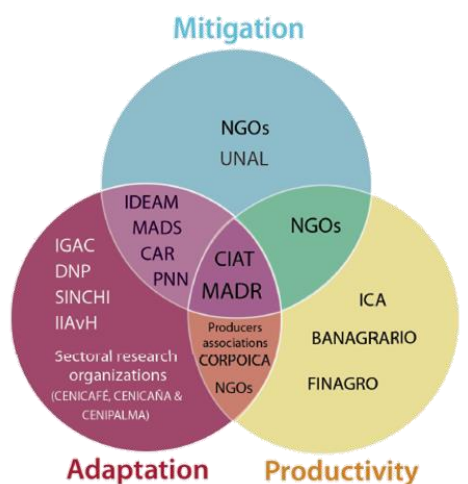 Mitigation
NGOs
UNAL
IDEAM
MADS
CAR
PNN
NGOs
CIAT
MADR
IGAC
DNP
SINCHI
IIAvH
Sectoral research
organizations
(CENICAFÉ, CENICAÑA &
CENIPALMA)
Producers
associations
CORPOICA
NGOs
ICA
BANAGRARIO
FINAGRO
Adaptation
Productivity